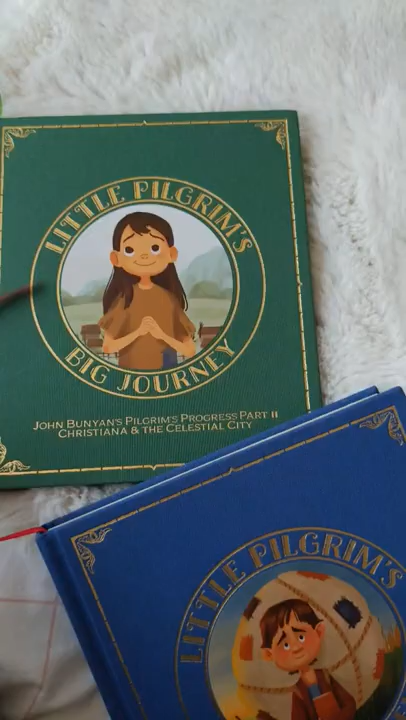 LITTLE PILGRIM'S
BIG JOURNEY
JOHN BUNYAN'S PILGRIM'S PROGRESS PART II
CHRISTIANA & THE CELESTIAL CITY
LITTLE PILGRIM'S